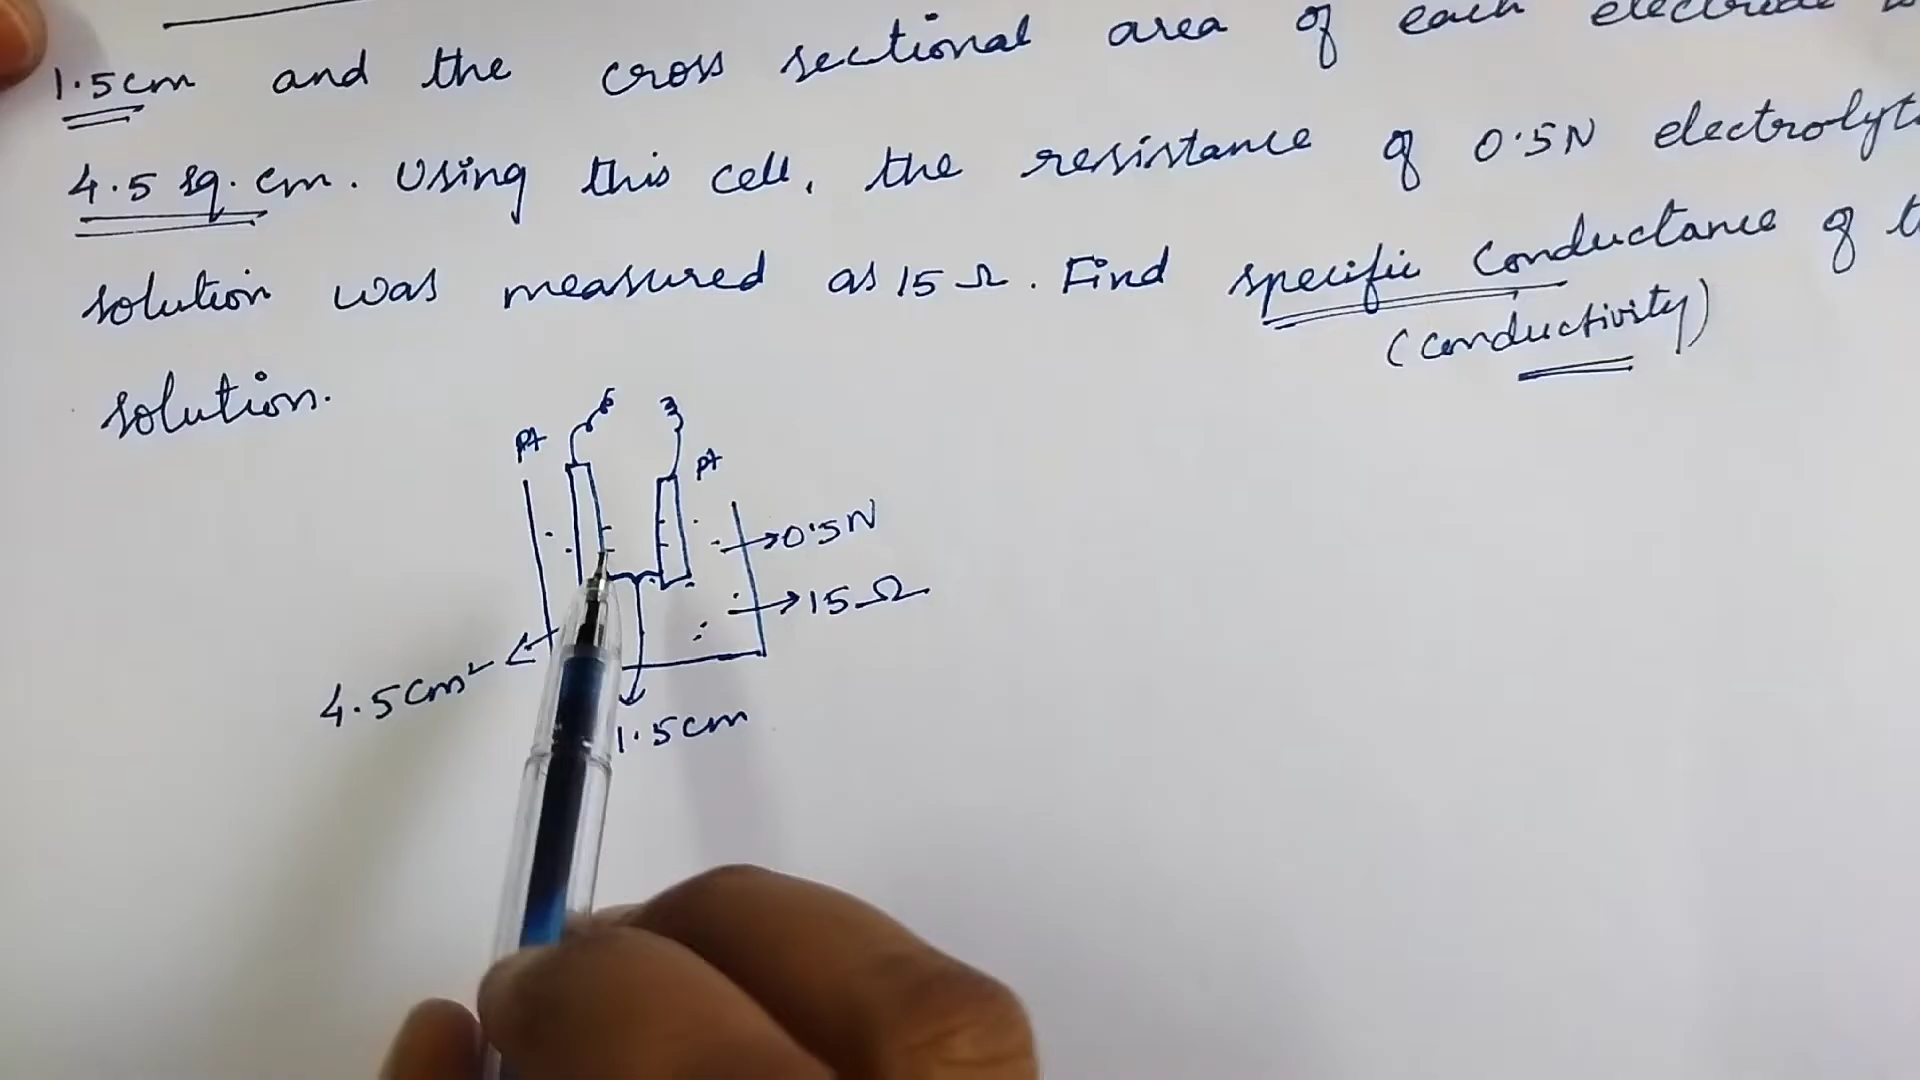 1.5cm and the cross sectional area of each electrode
4.5 sq. cm. Using this cell, the resistance of 0.5N
solution was measured as 15 Ω. Find specific conductance of
(conductivity)
solution.
pt
pt
0.5N
15 Ω
4.5cm²
1.5cm